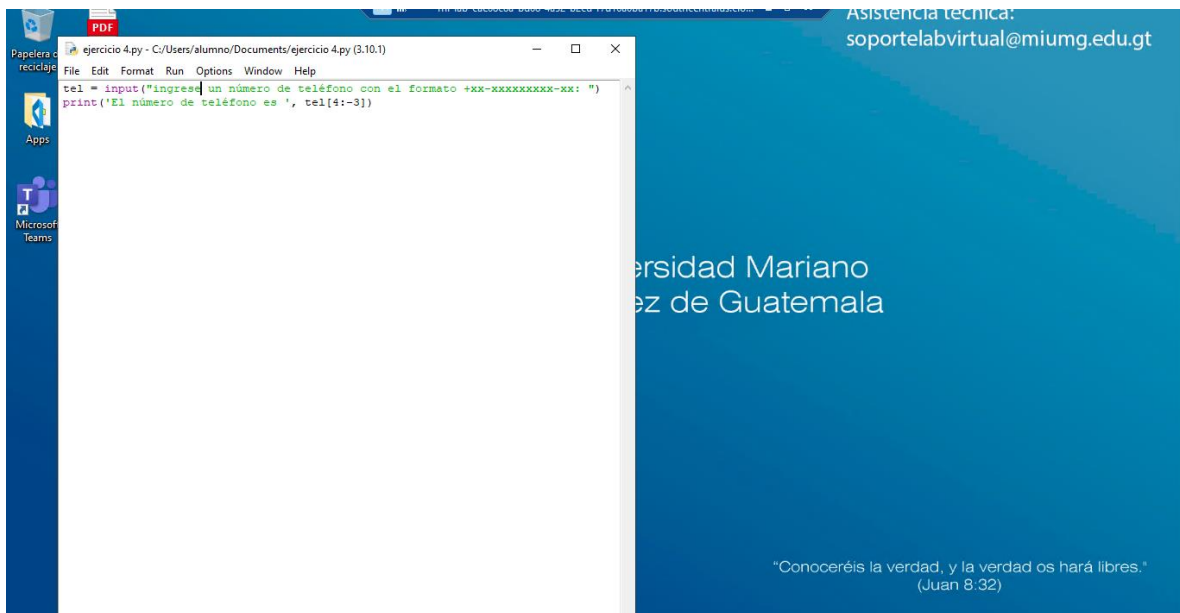 Asistencia técnica:
soportelabvirtual@miumg.edu.gt
PDF
Papelera
reciclaje
Apps
Microsof
Teams
ejercicio 4.py - C:/Users/alumno/Documents/ejercicio 4.py (3.10.1)
File Edit Format Run Options Window Help
tel = input("ingrese un número de teléfono con el formato +xx-xxxxxxxxx-xx: ")
print('El número de teléfono es ', tel[4:-3])
ersidad Mariano
ez de Guatemala
"Conoceréis la verdad, y la verdad os hará libres."
(Juan 8:32)